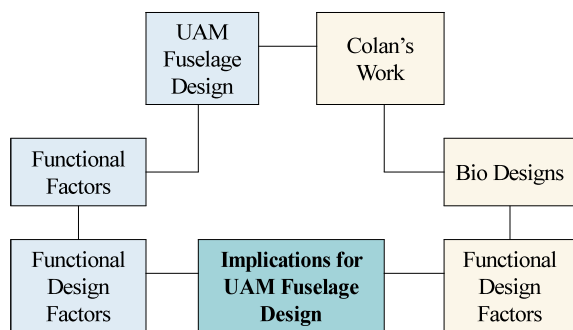 UAM
Fuselage
Design
Colan's
Work
Functional
Factors
Bio Designs
Functional
Design
Factors
Implications for
UAM Fuselage
Design
Functional
Design
Factors